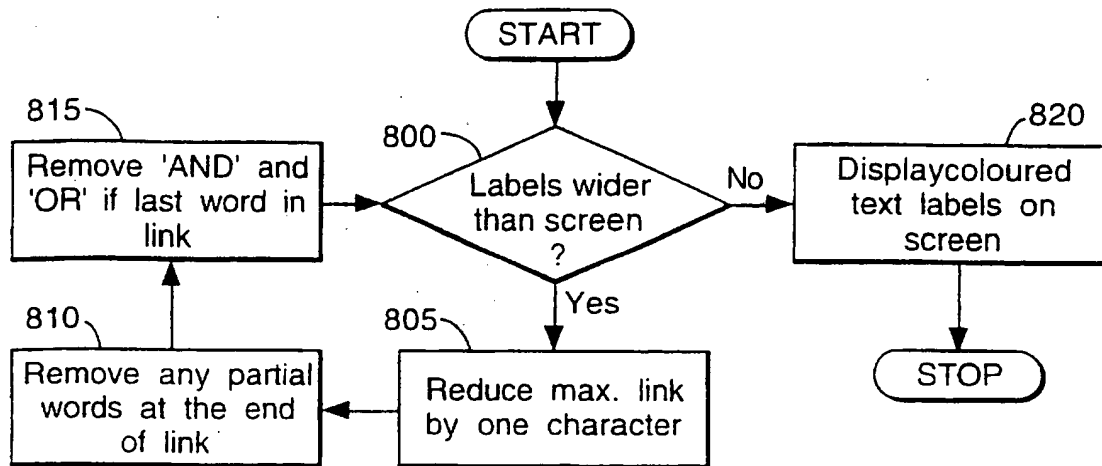 START
815
Remove 'AND' and
'OR' if last word in
link
800
Labels wider
than screen
?
No
820
Displaycoloured
text labels on
screen
Yes
810
Remove any partial
words at the end
of link
805
Reduce max. link
by one character
STOP